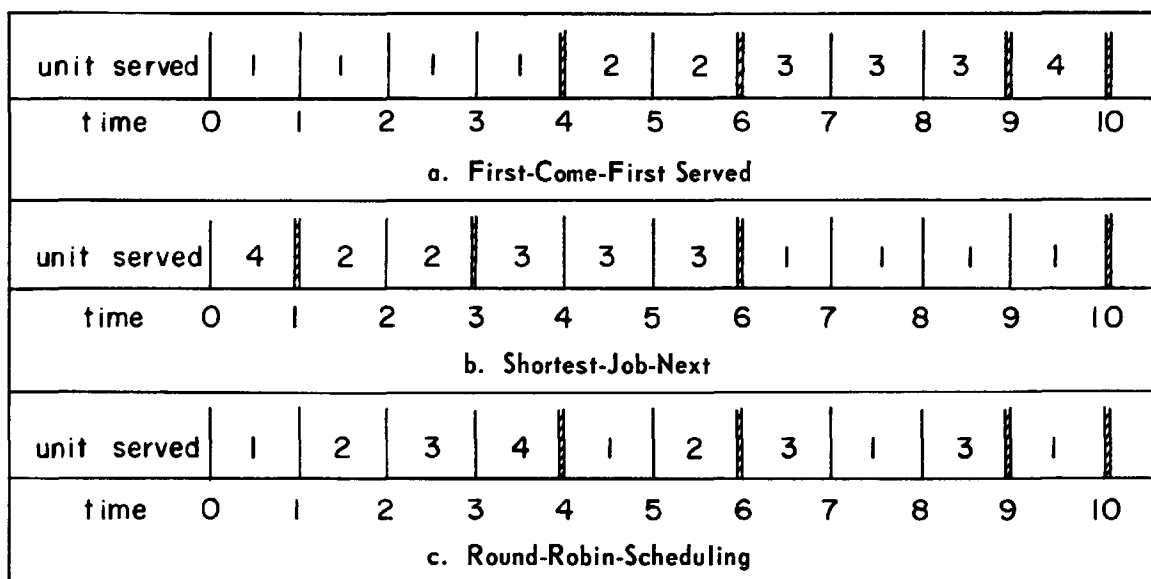 unit served 1 1 1 1 2 2 3 3 3 4
time 0 1 2 3 4 5 6 7 8 9 10
a. First-Come-First Served
unit served 4 2 2 3 3 3 1 1 1 1
time 0 1 2 3 4 5 6 7 8 9 10
b. Shortest-Job-Next
unit served 1 2 3 4 1 2 3 1 3 1
time 0 1 2 3 4 5 6 7 8 9 10
c. Round-Robin-Scheduling